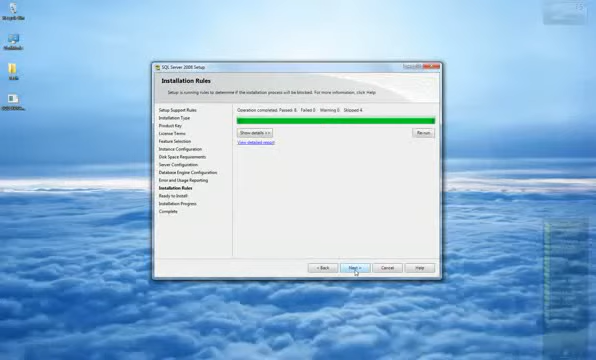 SQL Server 2008 Setup
Installation Rules
Setup is running rules to determine if the installation process will be blocked. For more information, click Help.
Setup Support Rules
Installation Type
Product Key
License Terms
Feature Selection
Instance Configuration
Disk Space Requirements
Server Configuration
Database Engine Configuration
Error and Usage Reporting
Installation Rules
Ready to Install
Installation Progress
Complete
Operation completed. Passed: 8. Failed 0. Warning 0. Skipped 4.
Show details >>
Re-run
View detailed report
< Back
Next >
Cancel
Help